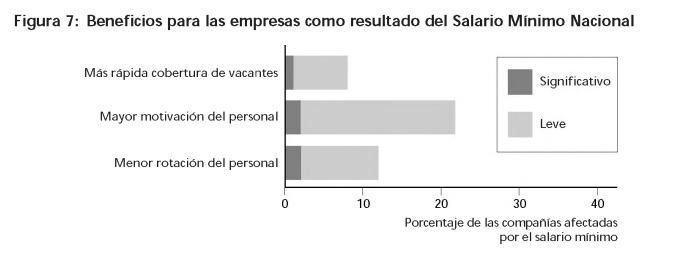 Figura 7: Beneficios para las empresas como resultado del Salario Mínimo Nacional
Más rápida cobertura de vacantes
Mayor motivación del personal
Menor rotación del personal
Significativo
Leve
0 10 20 30 40
Porcentaje de las compañías afectadas
por el salario mínimo